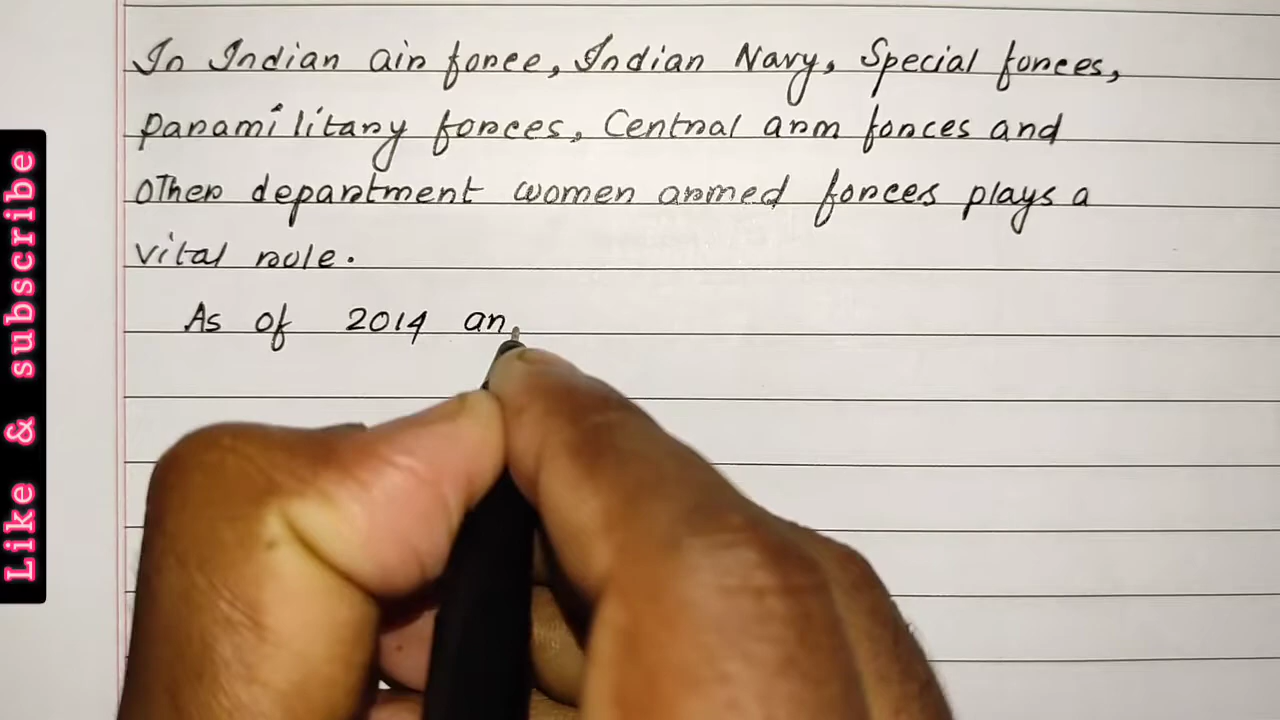 In Indian air force, Indian Navy, Special forces,
paramilitary forces, Central arm forces and
other department women armed forces plays a
vital role.
As of 2014 an
Like & subscribe